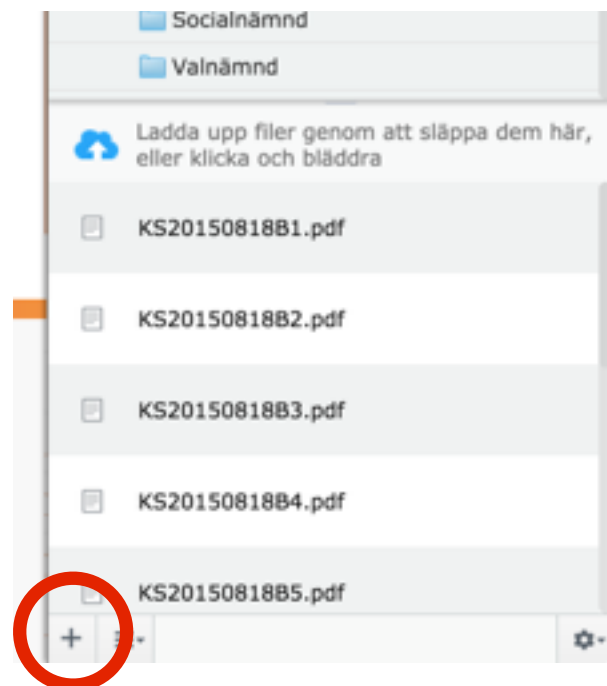 Socialnämnd
Valnämnd
Ladda upp filer genom att släppa dem här,
eller klicka och bläddra
KS20150818B1.pdf
KS20150818B2.pdf
KS20150818B3.pdf
KS20150818B4.pdf
KS20150818B5.pdf